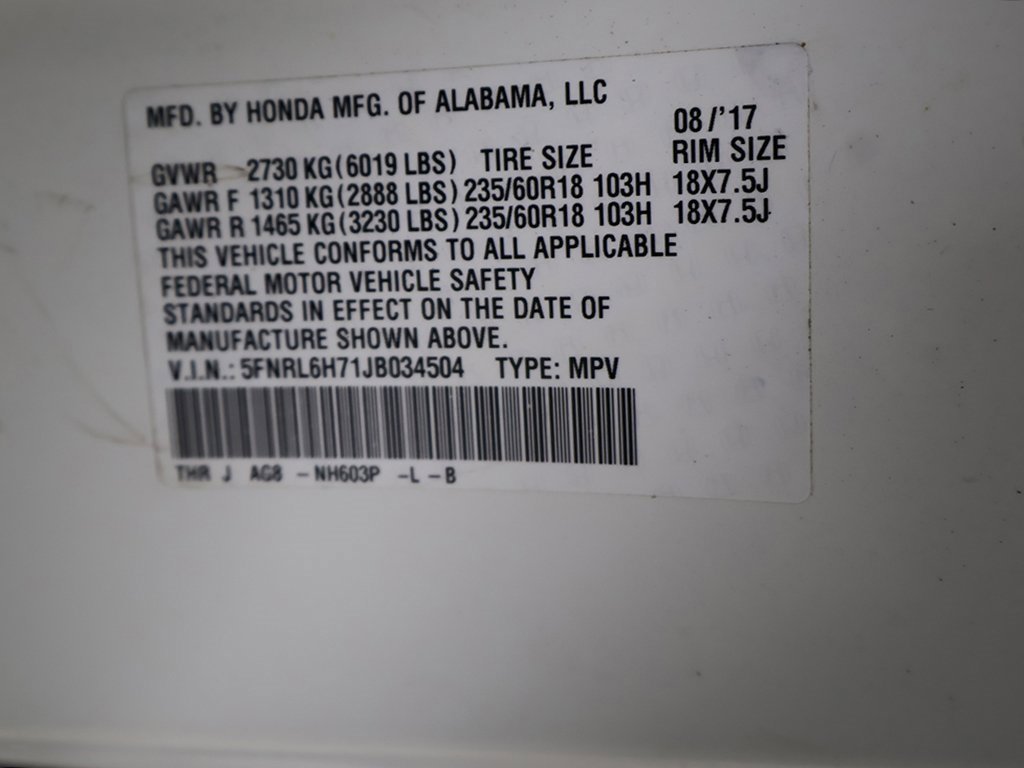 MFD. BY HONDA MFG. OF ALABAMA, LLC
08/'17
GVWR 2730 KG(6019 LBS) TIRE SIZE RIM SIZE
GAWR F 1310 KG(2888 LBS) 235/60R18 103H 18X7.5J
GAWR R 1465 KG(3230 LBS) 235/60R18 103H 18X7.5J
THIS VEHICLE CONFORMS TO ALL APPLICABLE
FEDERAL MOTOR VEHICLE SAFETY
STANDARDS IN EFFECT ON THE DATE OF
MANUFACTURE SHOWN ABOVE.
V.I.N.: 5FNRL6H71JB034504 TYPE: MPV
THR J AG8 - NH603P -L -B